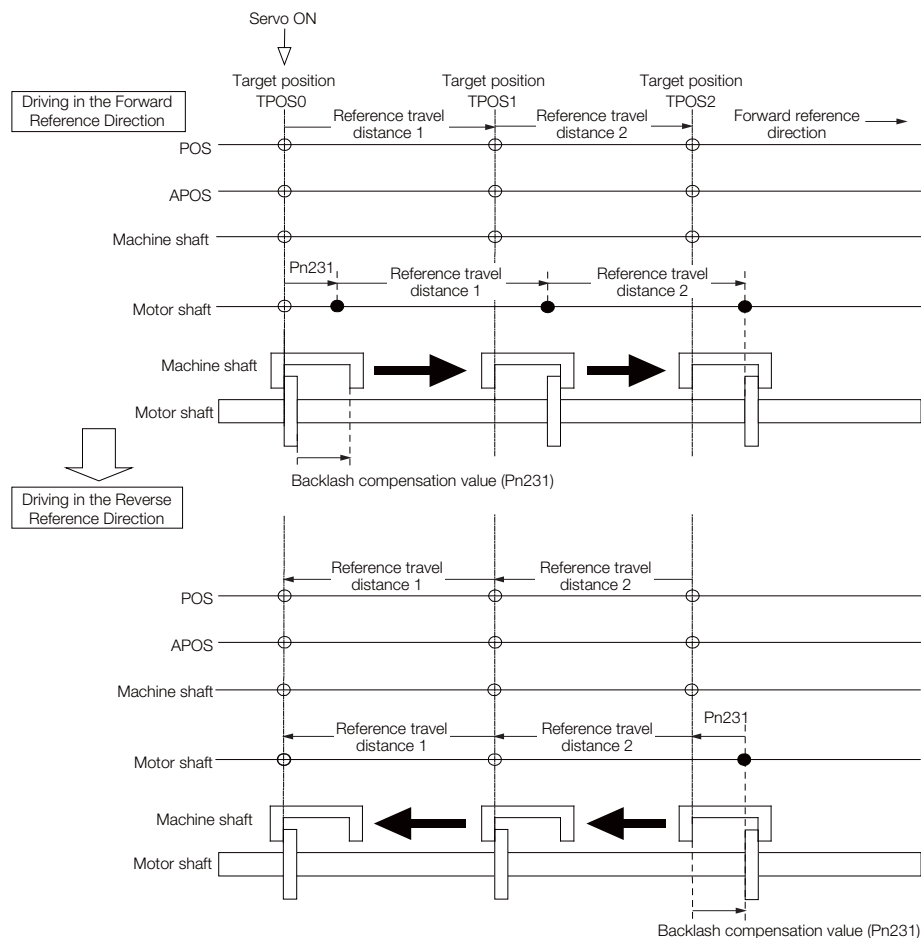 Servo ON
Target position
TPOS0
Target position
TPOS1
Target position
TPOS2
Driving in the Forward
Reference Direction
Reference travel
distance 1
Reference travel
distance 2
Forward reference
direction
POS
APOS
Machine shaft
Pn231
Reference travel
distance 1
Reference travel
distance 2
Motor shaft
Machine shaft
Motor shaft
Backlash compensation value (Pn231)
Driving in the Reverse
Reference Direction
Reference travel
distance 1
Reference travel
distance 2
POS
APOS
Machine shaft
Reference travel
distance 1
Reference travel
distance 2
Pn231
Motor shaft
Machine shaft
Motor shaft
Backlash compensation value (Pn231)